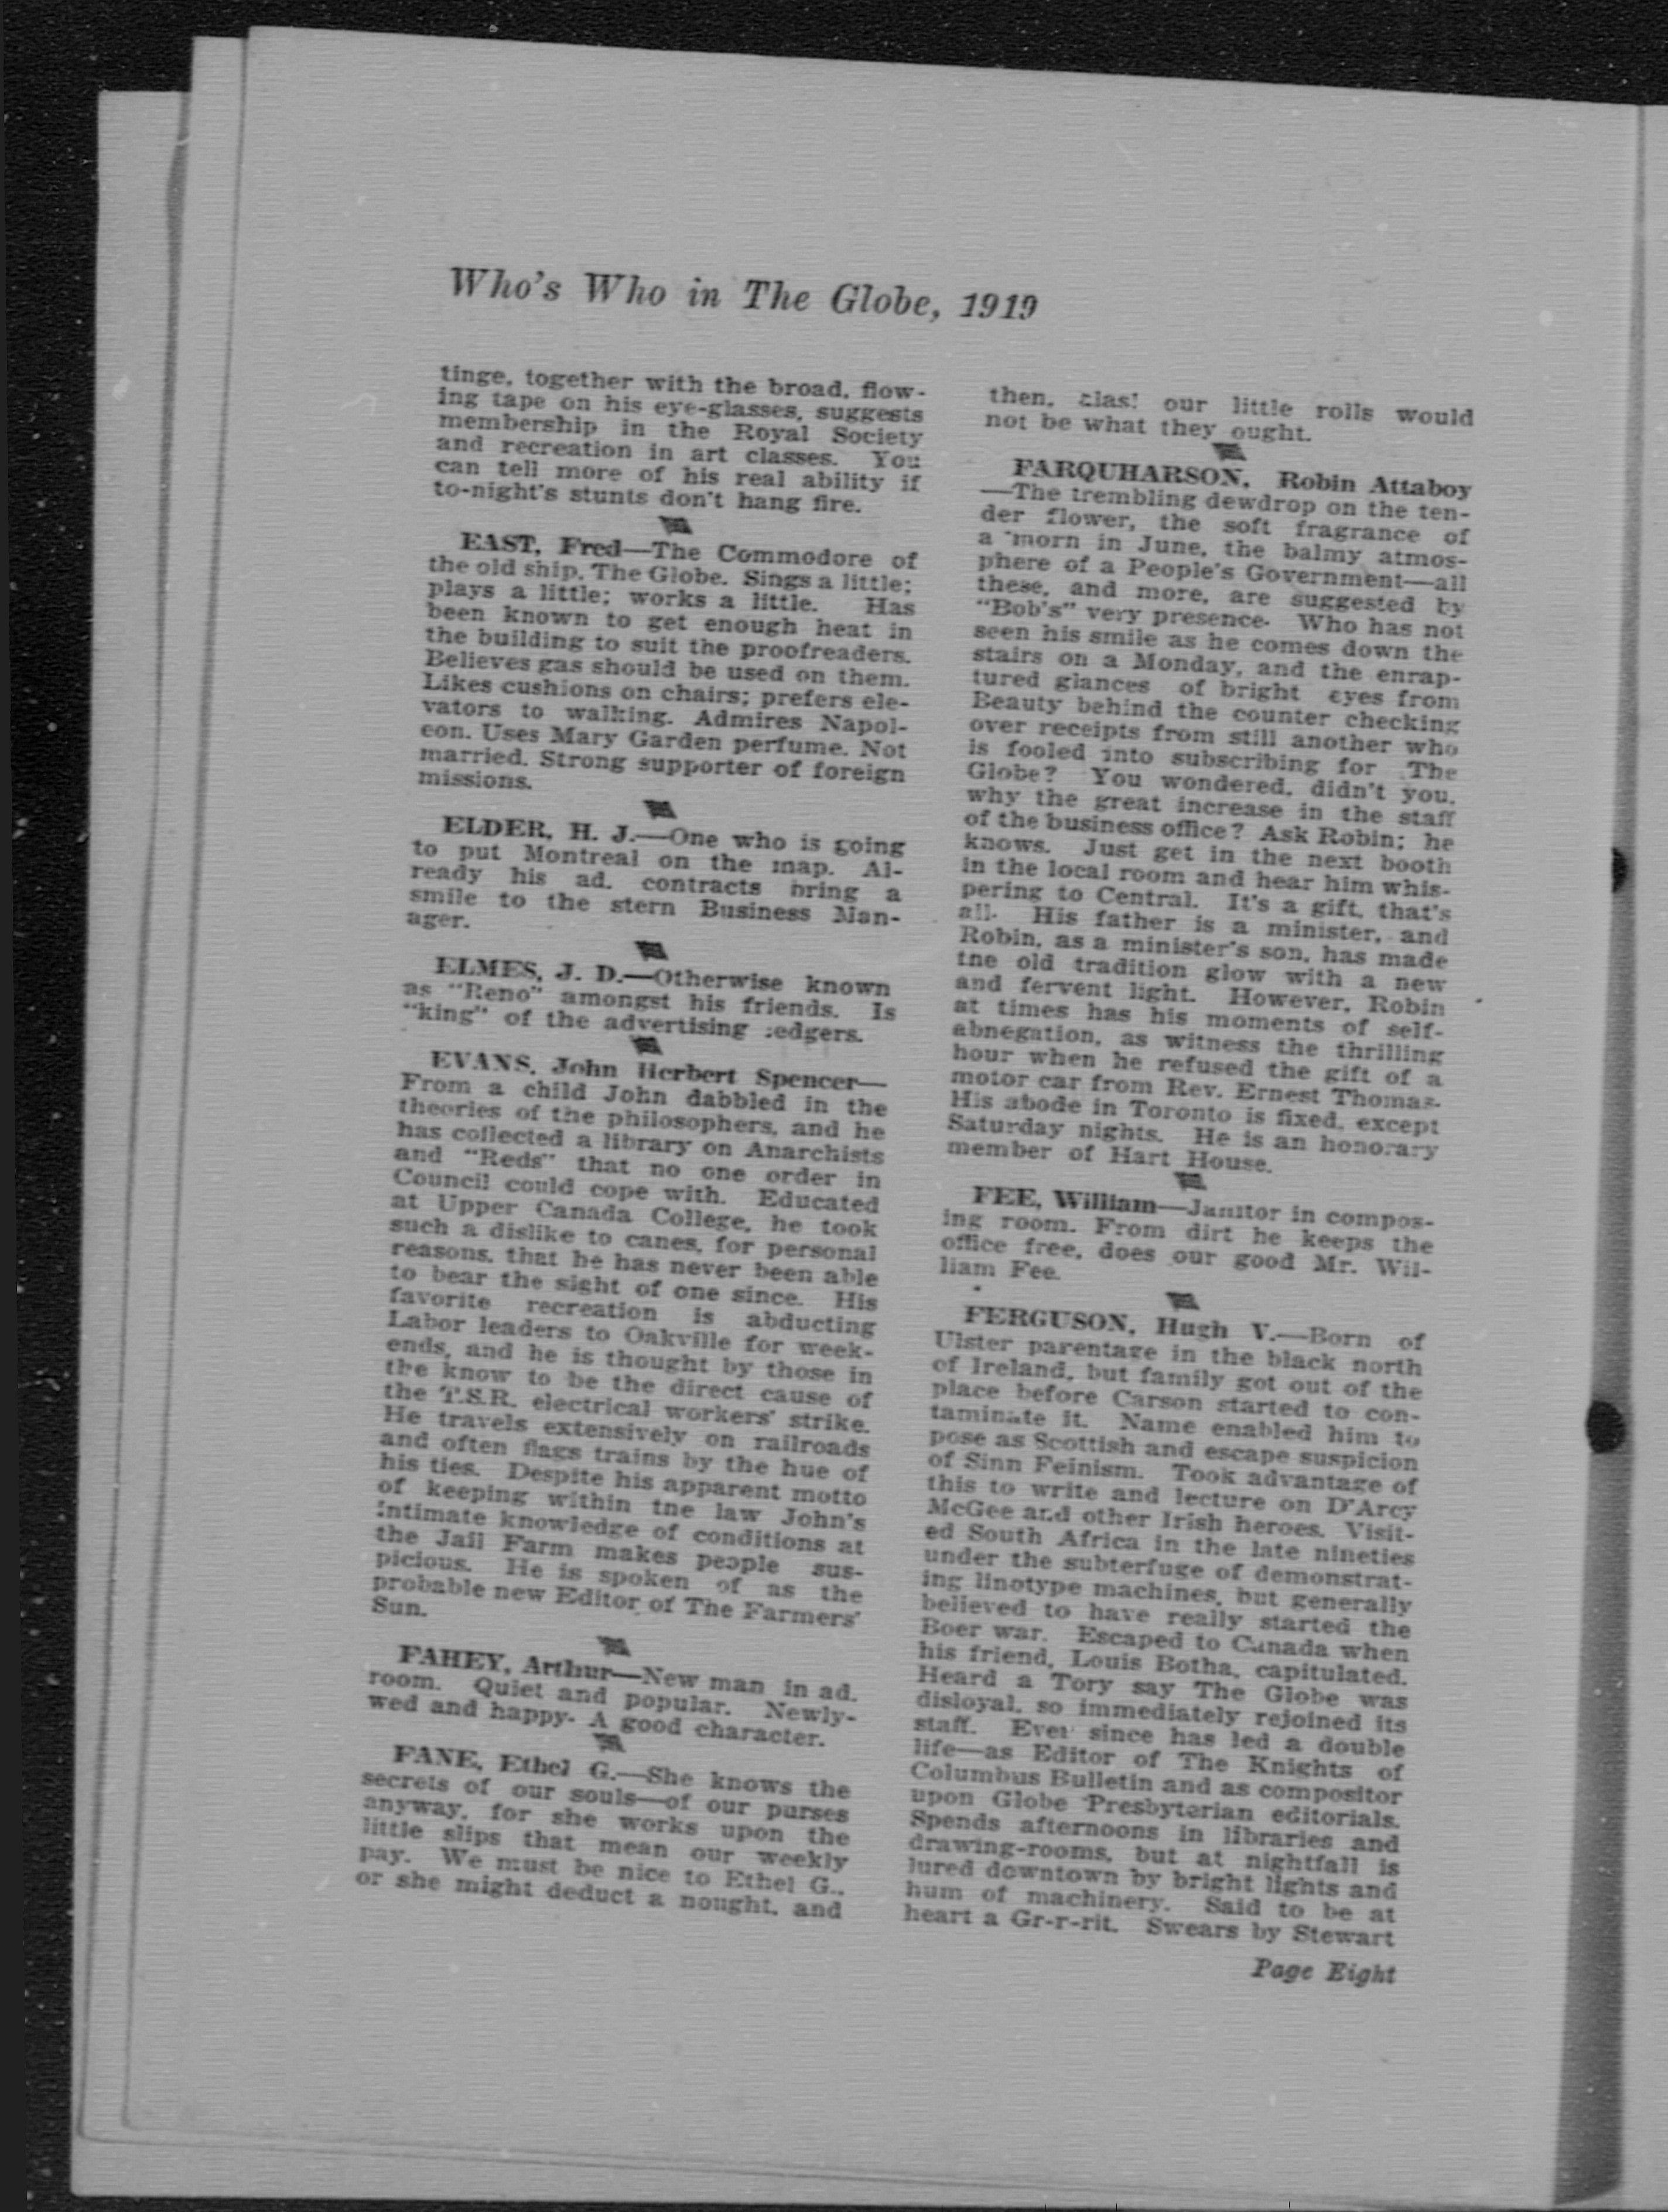 Who's Who in The Globe, 1919
tinge, together with the broad, flow-
ing tape on his eye-glasses, suggests
membership in the Royal Society
and recreation in art classes. You
can tell more of his real ability if
to-night's stunts don't hang fire.
EAST, Fred—The Commodore of
the old ship, The Globe. Sings a little;
plays a little; works a little. Has
been known to get enough heat in
the building to suit the proofreaders.
Believes gas should be used on them.
Likes cushions on chairs; prefers ele-
vators to walking. Admires Napol-
eon. Uses Mary Garden perfume. Not
married. Strong supporter of foreign
missions.
ELDER, H. J.—One who is going
to put Montreal on the map. Al-
ready his ad. contracts bring a
smile to the stern Business Man-
ager.
ELMES, J. D.—Otherwise known
as "Reno" amongst his friends. Is
"king" of the advertising ledgers.
EVANS, John Herbert Spencer—
From a child John dabbled in the
theories of the philosophers, and he
has collected a library on Anarchists
and "Reds" that no one order in
Council could cope with. Educated
at Upper Canada College, he took
such a dislike to canes, for personal
reasons, that he has never been able
to bear the sight of one since. His
favorite recreation is abducting
Labor leaders to Oakville for week-
ends, and he is thought by those in
the know to be the direct cause of
the T.S.R. electrical workers' strike.
He travels extensively on railroads
and often flags trains by the hue of
his ties. Despite his apparent motto
of keeping within the law John's
intimate knowledge of conditions at
the Jail Farm makes people sus-
picious. He is spoken of as the
probable new Editor of The Farmers'
Sun.
FAHEY, Arthur—New man in ad.
room. Quiet and popular. Newly-
wed and happy. A good character.
FANE, Ethel G.—She knows the
secrets of our souls—of our purses
anyway, for she works upon the
little slips that mean our weekly
pay. We must be nice to Ethel G.,
or she might deduct a nought, and
then, alas! our little rolls would
not be what they ought.
FARQUHARSON, Robin Attaboy
—The trembling dewdrop on the ten-
der flower, the soft fragrance of
a morn in June, the balmy atmos-
phere of a People's Government—all
these, and more, are suggested by
"Bob's" very presence. Who has not
seen his smile as he comes down the
stairs on a Monday, and the enrap-
tured glances of bright eyes from
Beauty behind the counter checking
over receipts from still another who
is fooled into subscribing for The
Globe? You wondered, didn't you,
why the great increase in the staff
of the business office? Ask Robin; he
knows. Just get in the next booth
in the local room and hear him whis-
pering to Central. It's a gift, that's
all. His father is a minister, and
Robin, as a minister's son, has made
the old tradition glow with a new
and fervent light. However, Robin
at times has his moments of self-
abnegation, as witness the thrilling
hour when he refused the gift of a
motor car from Rev. Ernest Thomas.
His abode in Toronto is fixed, except
Saturday nights. He is an honorary
member of Hart House.
FEE, William—Janitor in compos-
ing room. From dirt he keeps the
office free, does our good Mr. Wil-
liam Fee.
FERGUSON, Hugh V.—Born of
Ulster parentage in the black north
of Ireland, but family got out of the
place before Carson started to con-
taminate it. Name enabled him to
pose as Scottish and escape suspicion
of Sinn Feinism. Took advantage of
this to write and lecture on D'Arcy
McGee and other Irish heroes. Visit-
ed South Africa in the late nineties
under the subterfuge of demonstrat-
ing linotype machines, but generally
believed to have really started the
Boer war. Escaped to Canada when
his friend, Louis Botha, capitulated.
Heard a Tory say The Globe was
disloyal, so immediately rejoined its
staff. Ever since has led a double
life—as Editor of The Knights of
Columbus Bulletin and as compositor
upon Globe Presbyterian editorials.
Spends afternoons in libraries and
drawing-rooms, but at nightfall is
lured downtown by bright lights and
hum of machinery. Said to be at
heart a Gr-r-rit. Swears by Stewart
Page Eight